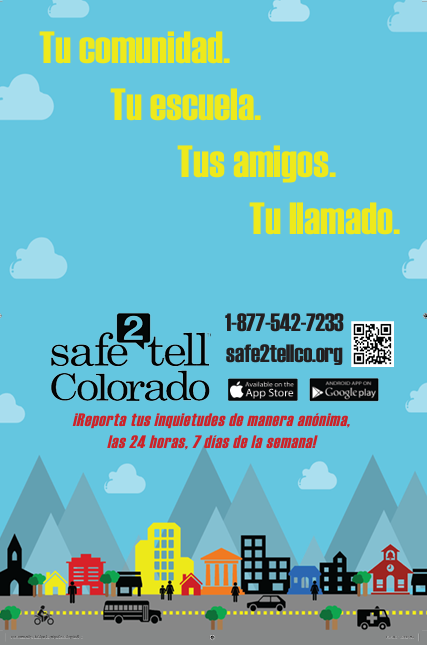 Tu comunidad.
Tu escuela.
Tus amigos.
Tu llamado.
safe2tell
Colorado
1-877-542-7233
safe2tellco.org
Available on the
App Store
ANDROID APP ON
Google play
¡Reporta tus inquietudes de manera anónima,
las 24 horas, 7 días de la semana!